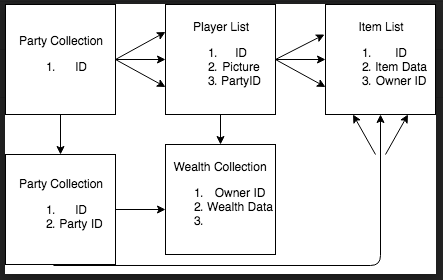 Party Collection
1. ID
Player List
1. ID
2. Picture
3. PartyID
Item List
1. ID
2. Item Data
3. Owner ID
Party Collection
1. ID
2. Party ID
Wealth Collection
1. Owner ID
2. Wealth Data
3.